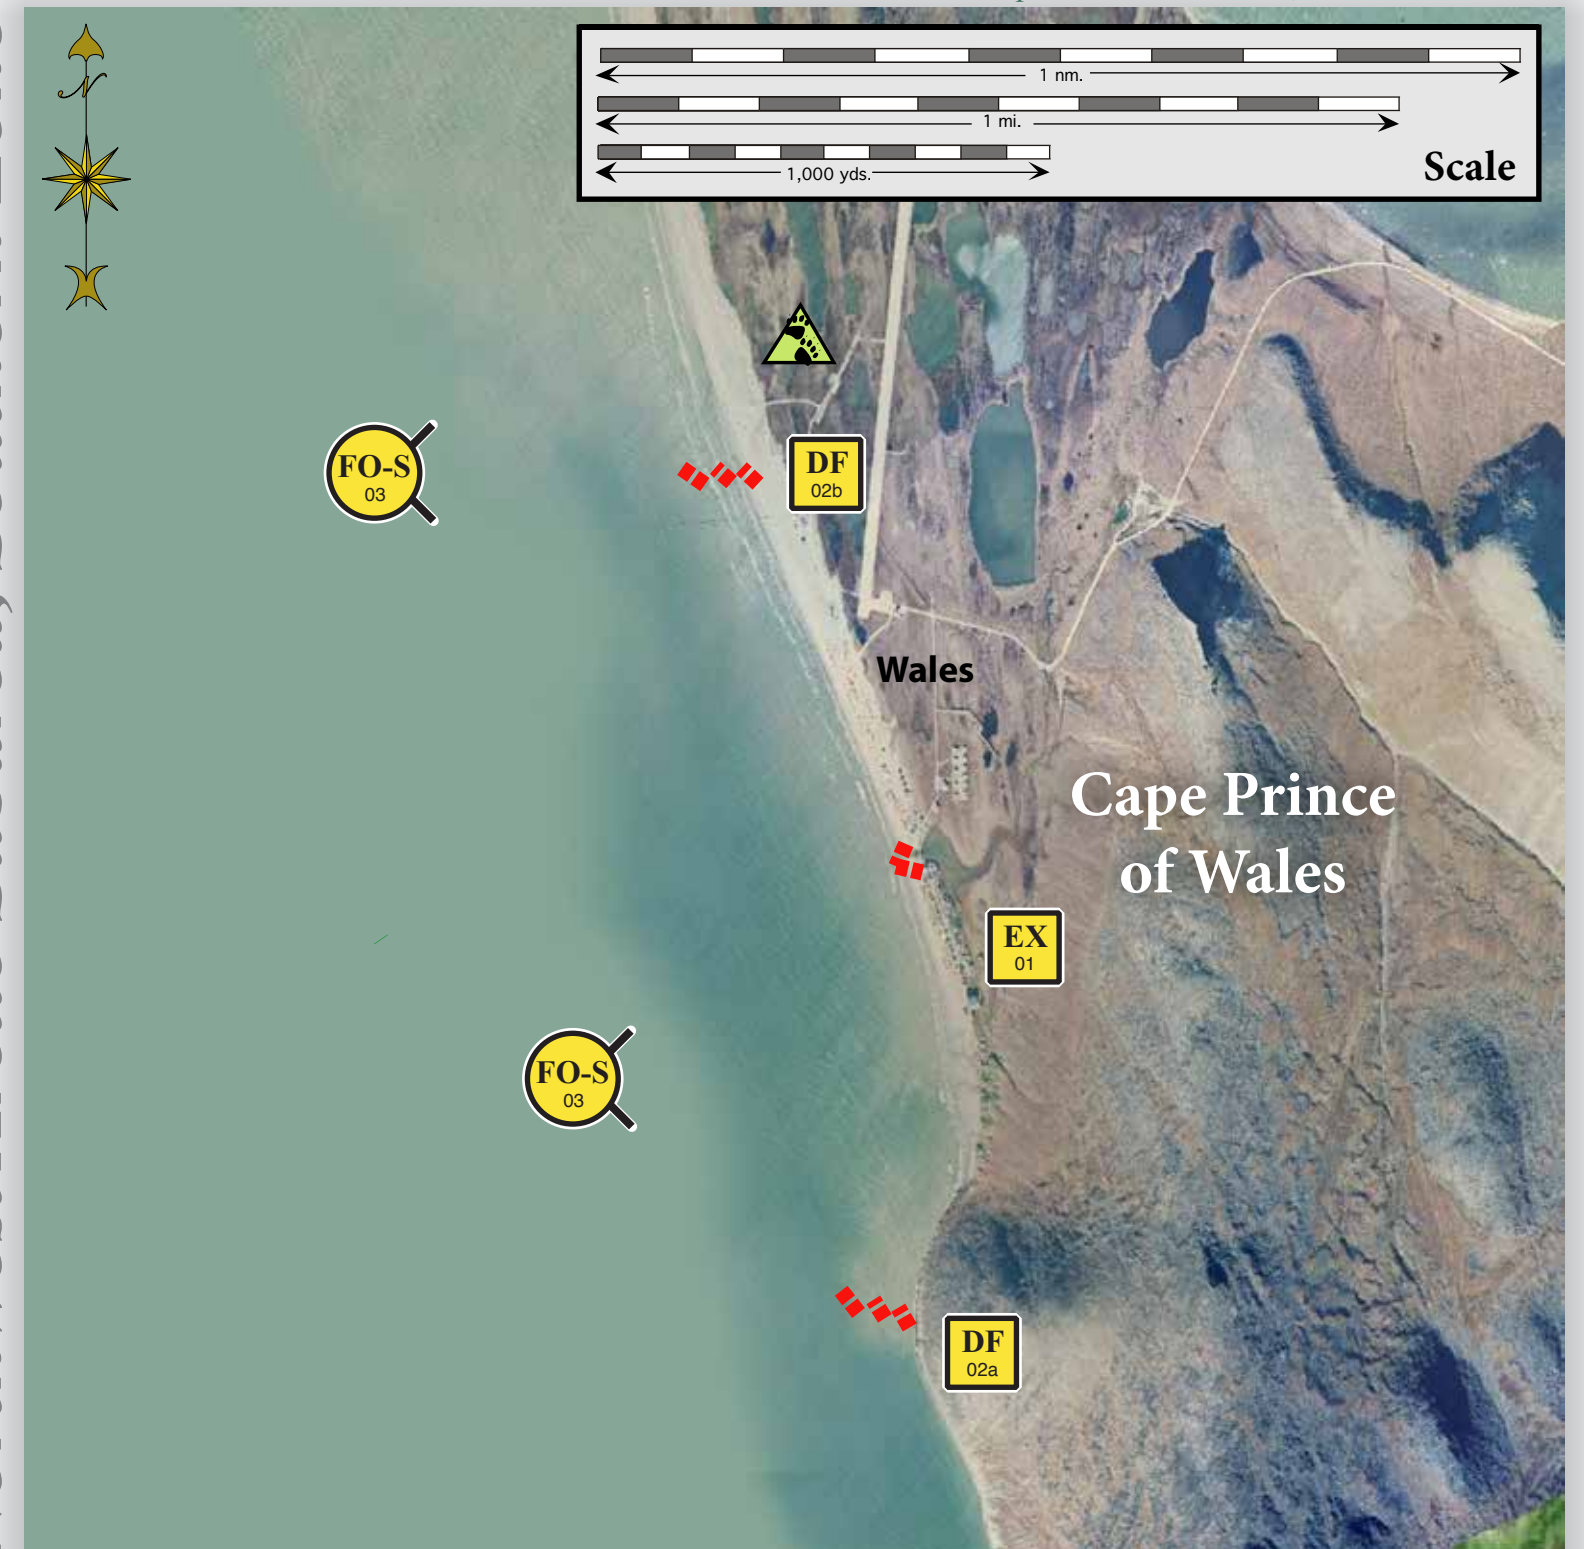 N
1 nm.
1 mi.
1,000 yds.
Scale
FO-S
03
DF
02b
Wales
Cape Prince
of Wales
EX
01
FO-S
03
DF
02a